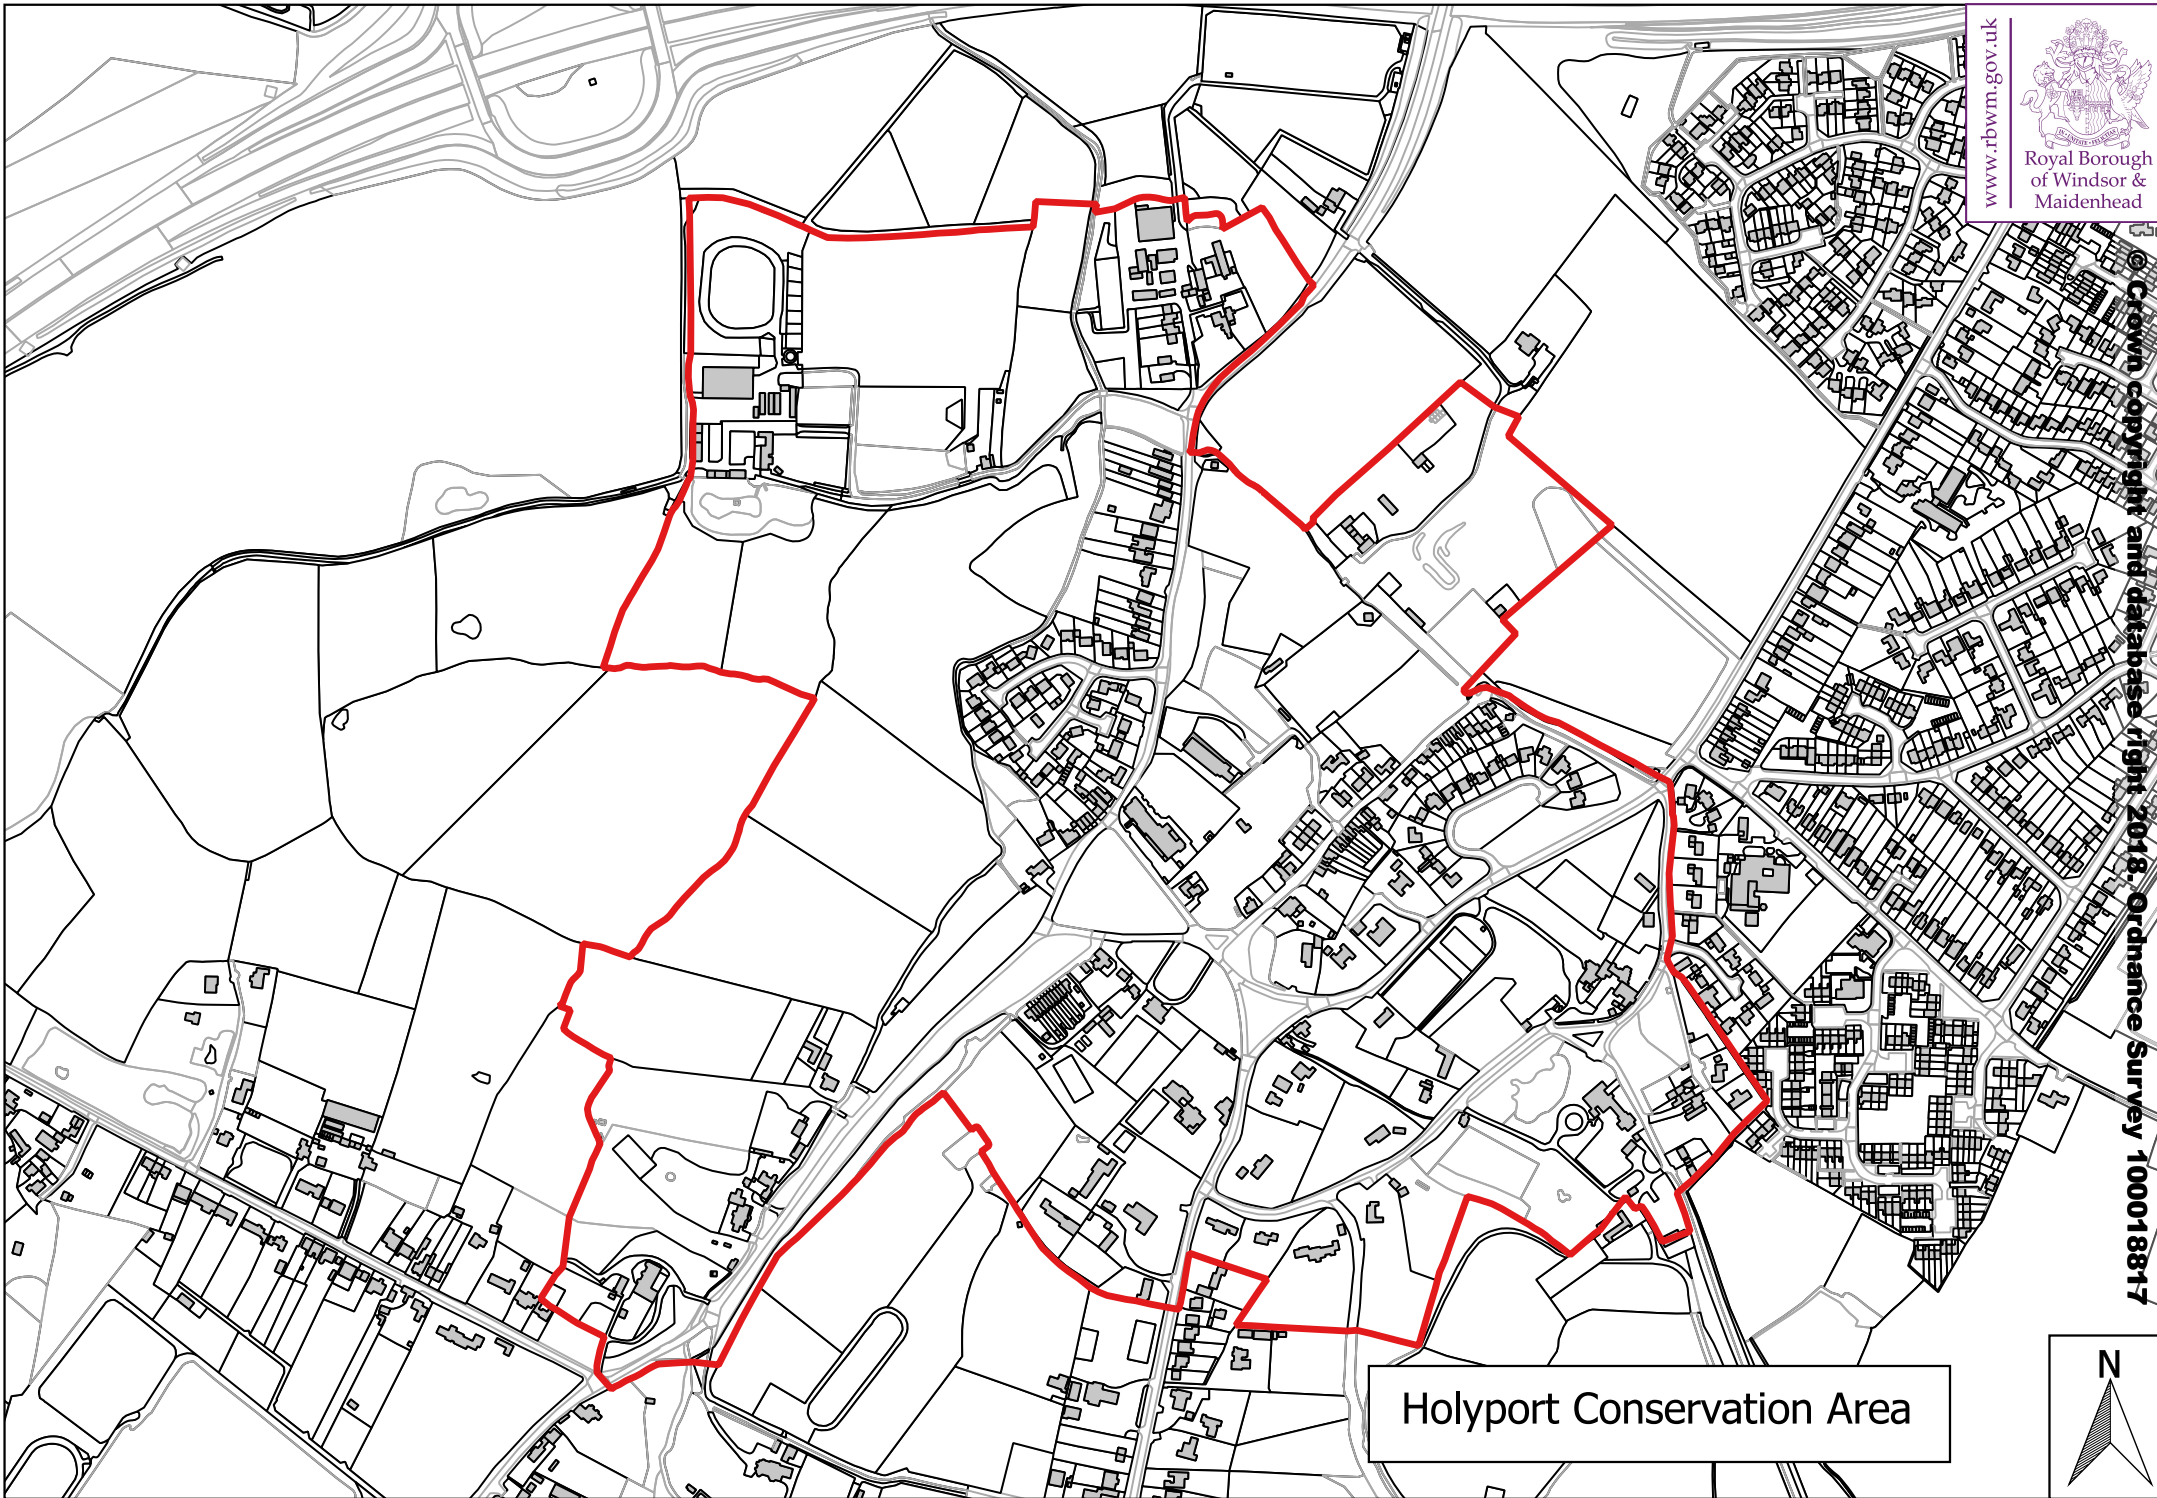 www.rbwm.gov.uk
Royal Borough
of Windsor &
Maidenhead
© Crown copyright and database right 2018. Ordnance Survey 100018817
Holyport Conservation Area
N